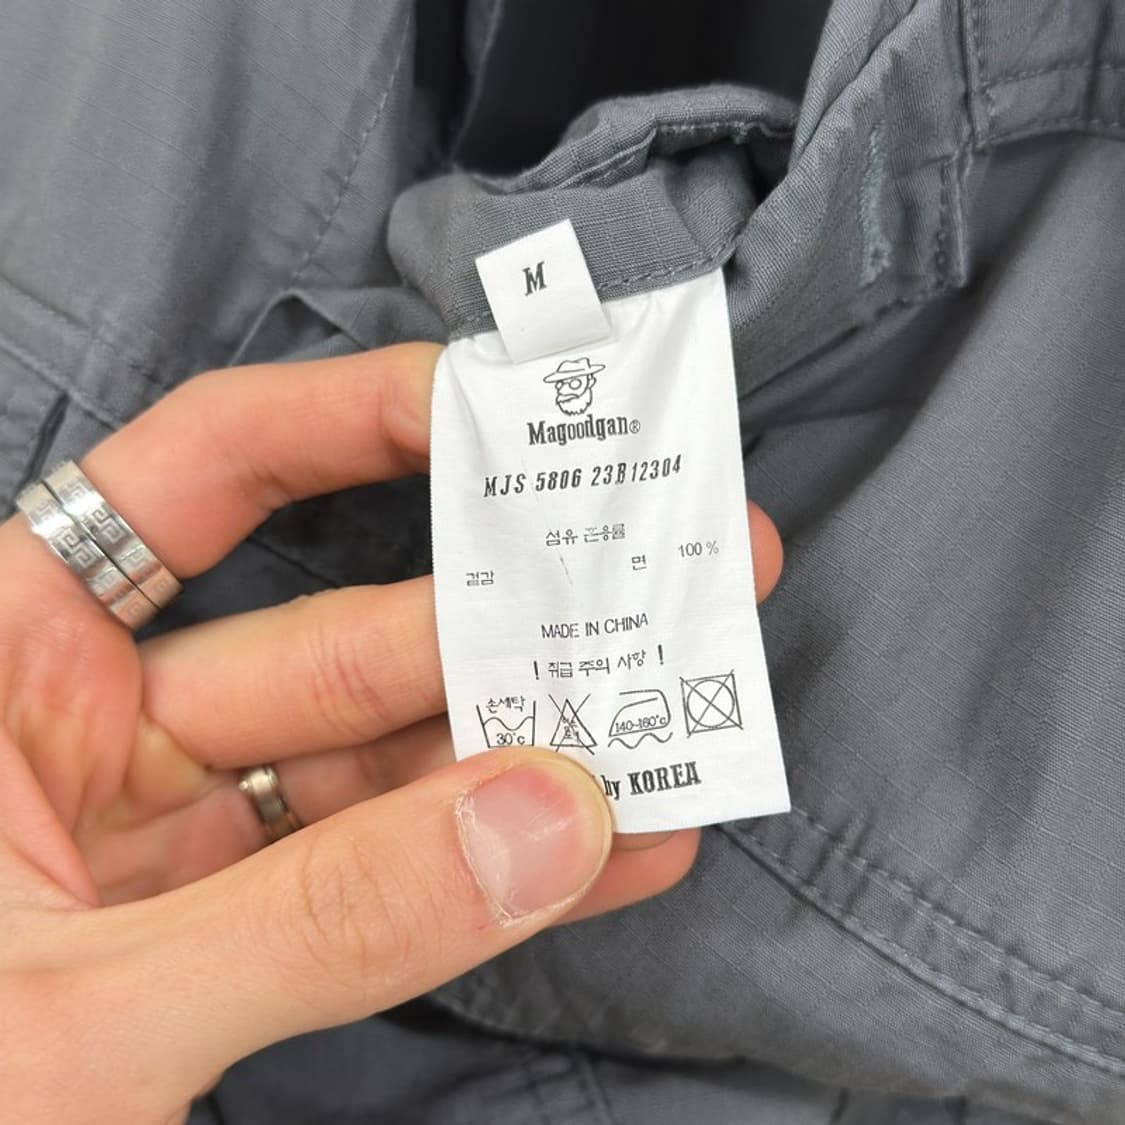 M
Magoodgan®
MJS 5806 23B12304
섬유 혼용률
겉감 면 100 %
MADE IN CHINA
! 취급 주의 사항 !
손세탁
30°c
140~160°c
by KOREA